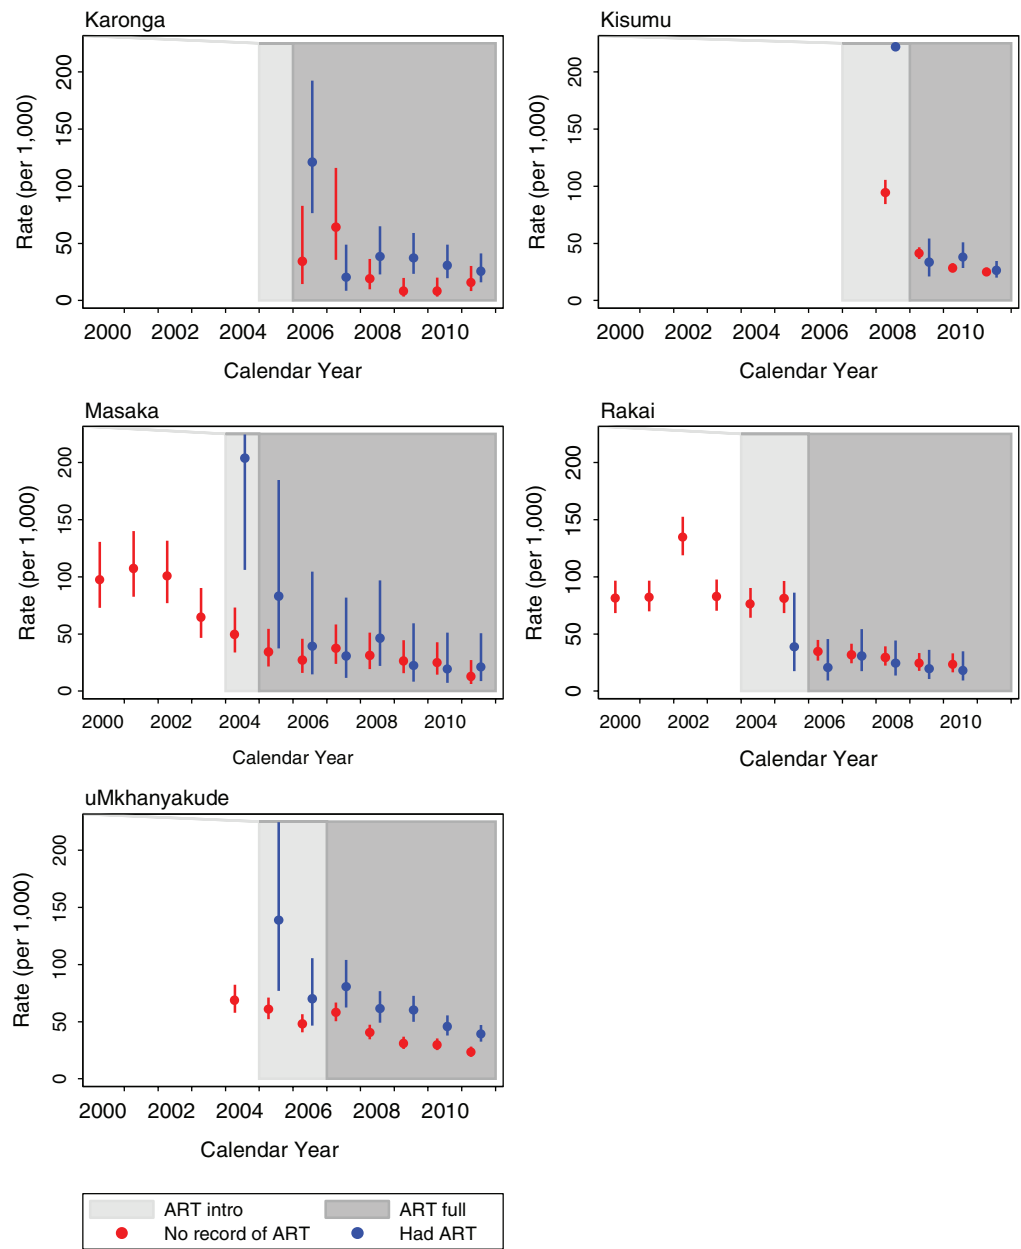 Karonga
Rate (per 1,000)
0 50 100 150 200
2000 2002 2004 2006 2008 2010
Calendar Year
Kisumu
Rate (per 1,000)
0 50 100 150 200
2000 2002 2004 2006 2008 2010
Calendar Year
Masaka
Rate (per 1,000)
0 50 100 150 200
2000 2002 2004 2006 2008 2010
Calendar Year
Rakai
Rate (per 1,000)
0 50 100 150 200
2000 2002 2004 2006 2008 2010
Calendar Year
uMkhanyakude
Rate (per 1,000)
0 50 100 150 200
2000 2002 2004 2006 2008 2010
Calendar Year
ART intro ART full
No record of ART Had ART